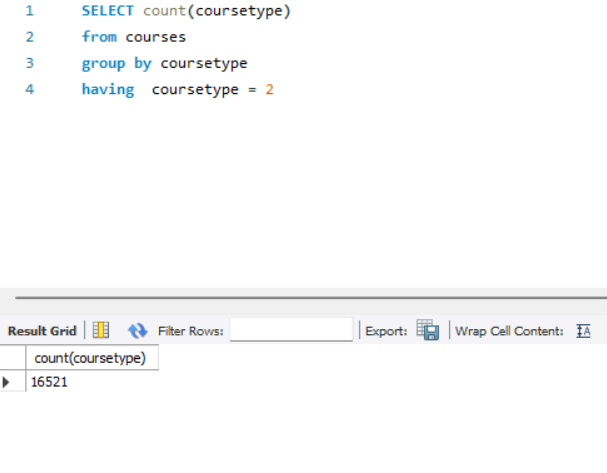 1 SELECT count(coursetype)
2 from courses
3 group by coursetype
4 having  coursetype = 2
Result Grid Filter Rows: Export: Wrap Cell Content:
count(coursetype)
16521